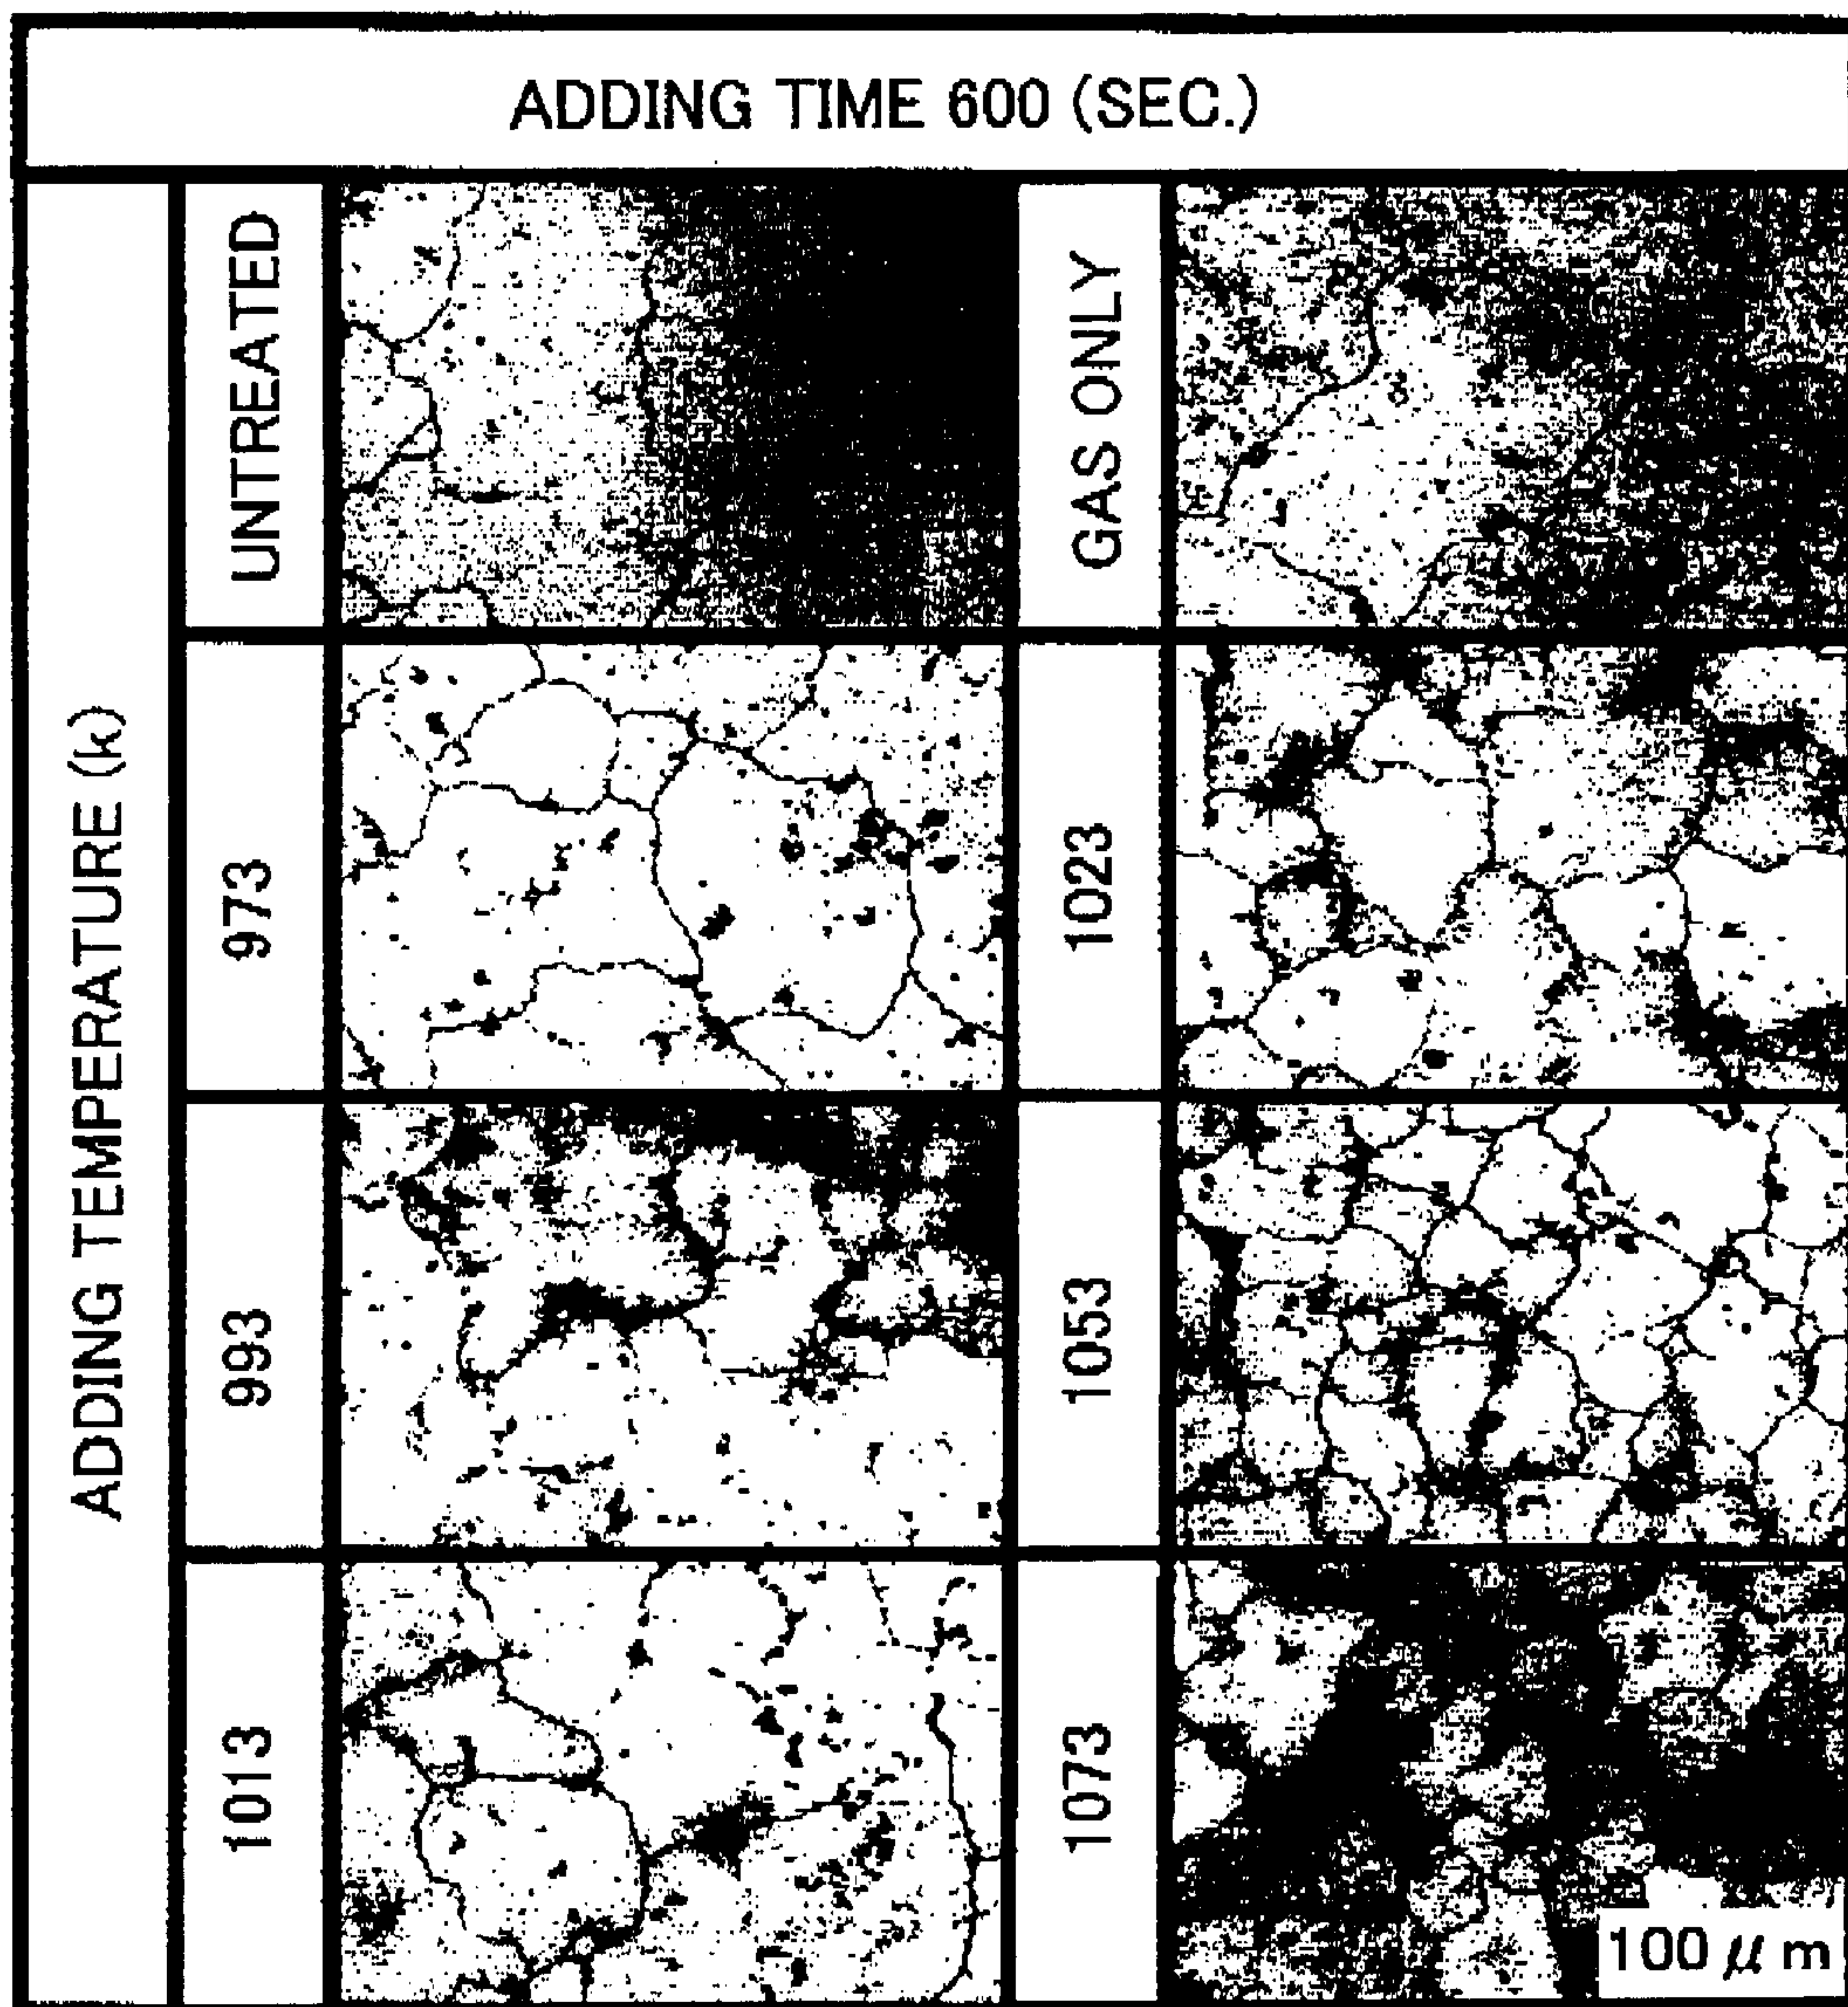 ADDING TIME 600 (SEC.)
ADDING TEMPERATURE (k)
UNTREATED
GAS ONLY
973
1023
993
1053
1013
1073
100 μm